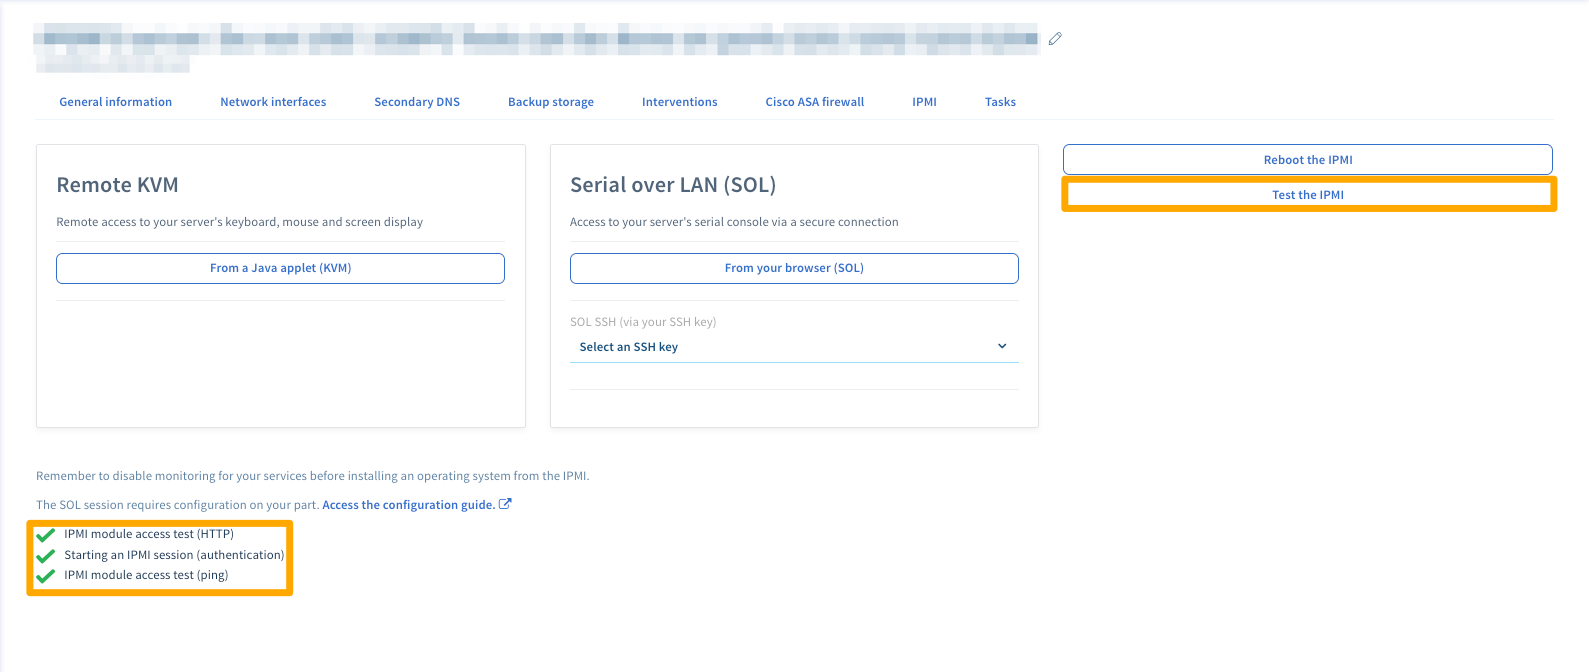 General information
Network interfaces
Secondary DNS
Backup storage
Interventions
Cisco ASA firewall
IPMI
Tasks
Remote KVM
Remote access to your server's keyboard, mouse and screen display
From a Java applet (KVM)
Serial over LAN (SOL)
Access to your server's serial console via a secure connection
From your browser (SOL)
SOL SSH (via your SSH key)
Select an SSH key
Reboot the IPMI
Test the IPMI
Remember to disable monitoring for your services before installing an operating system from the IPMI.
The SOL session requires configuration on your part. Access the configuration guide.
IPMI module access test (HTTP)
Starting an IPMI session (authentication)
IPMI module access test (ping)